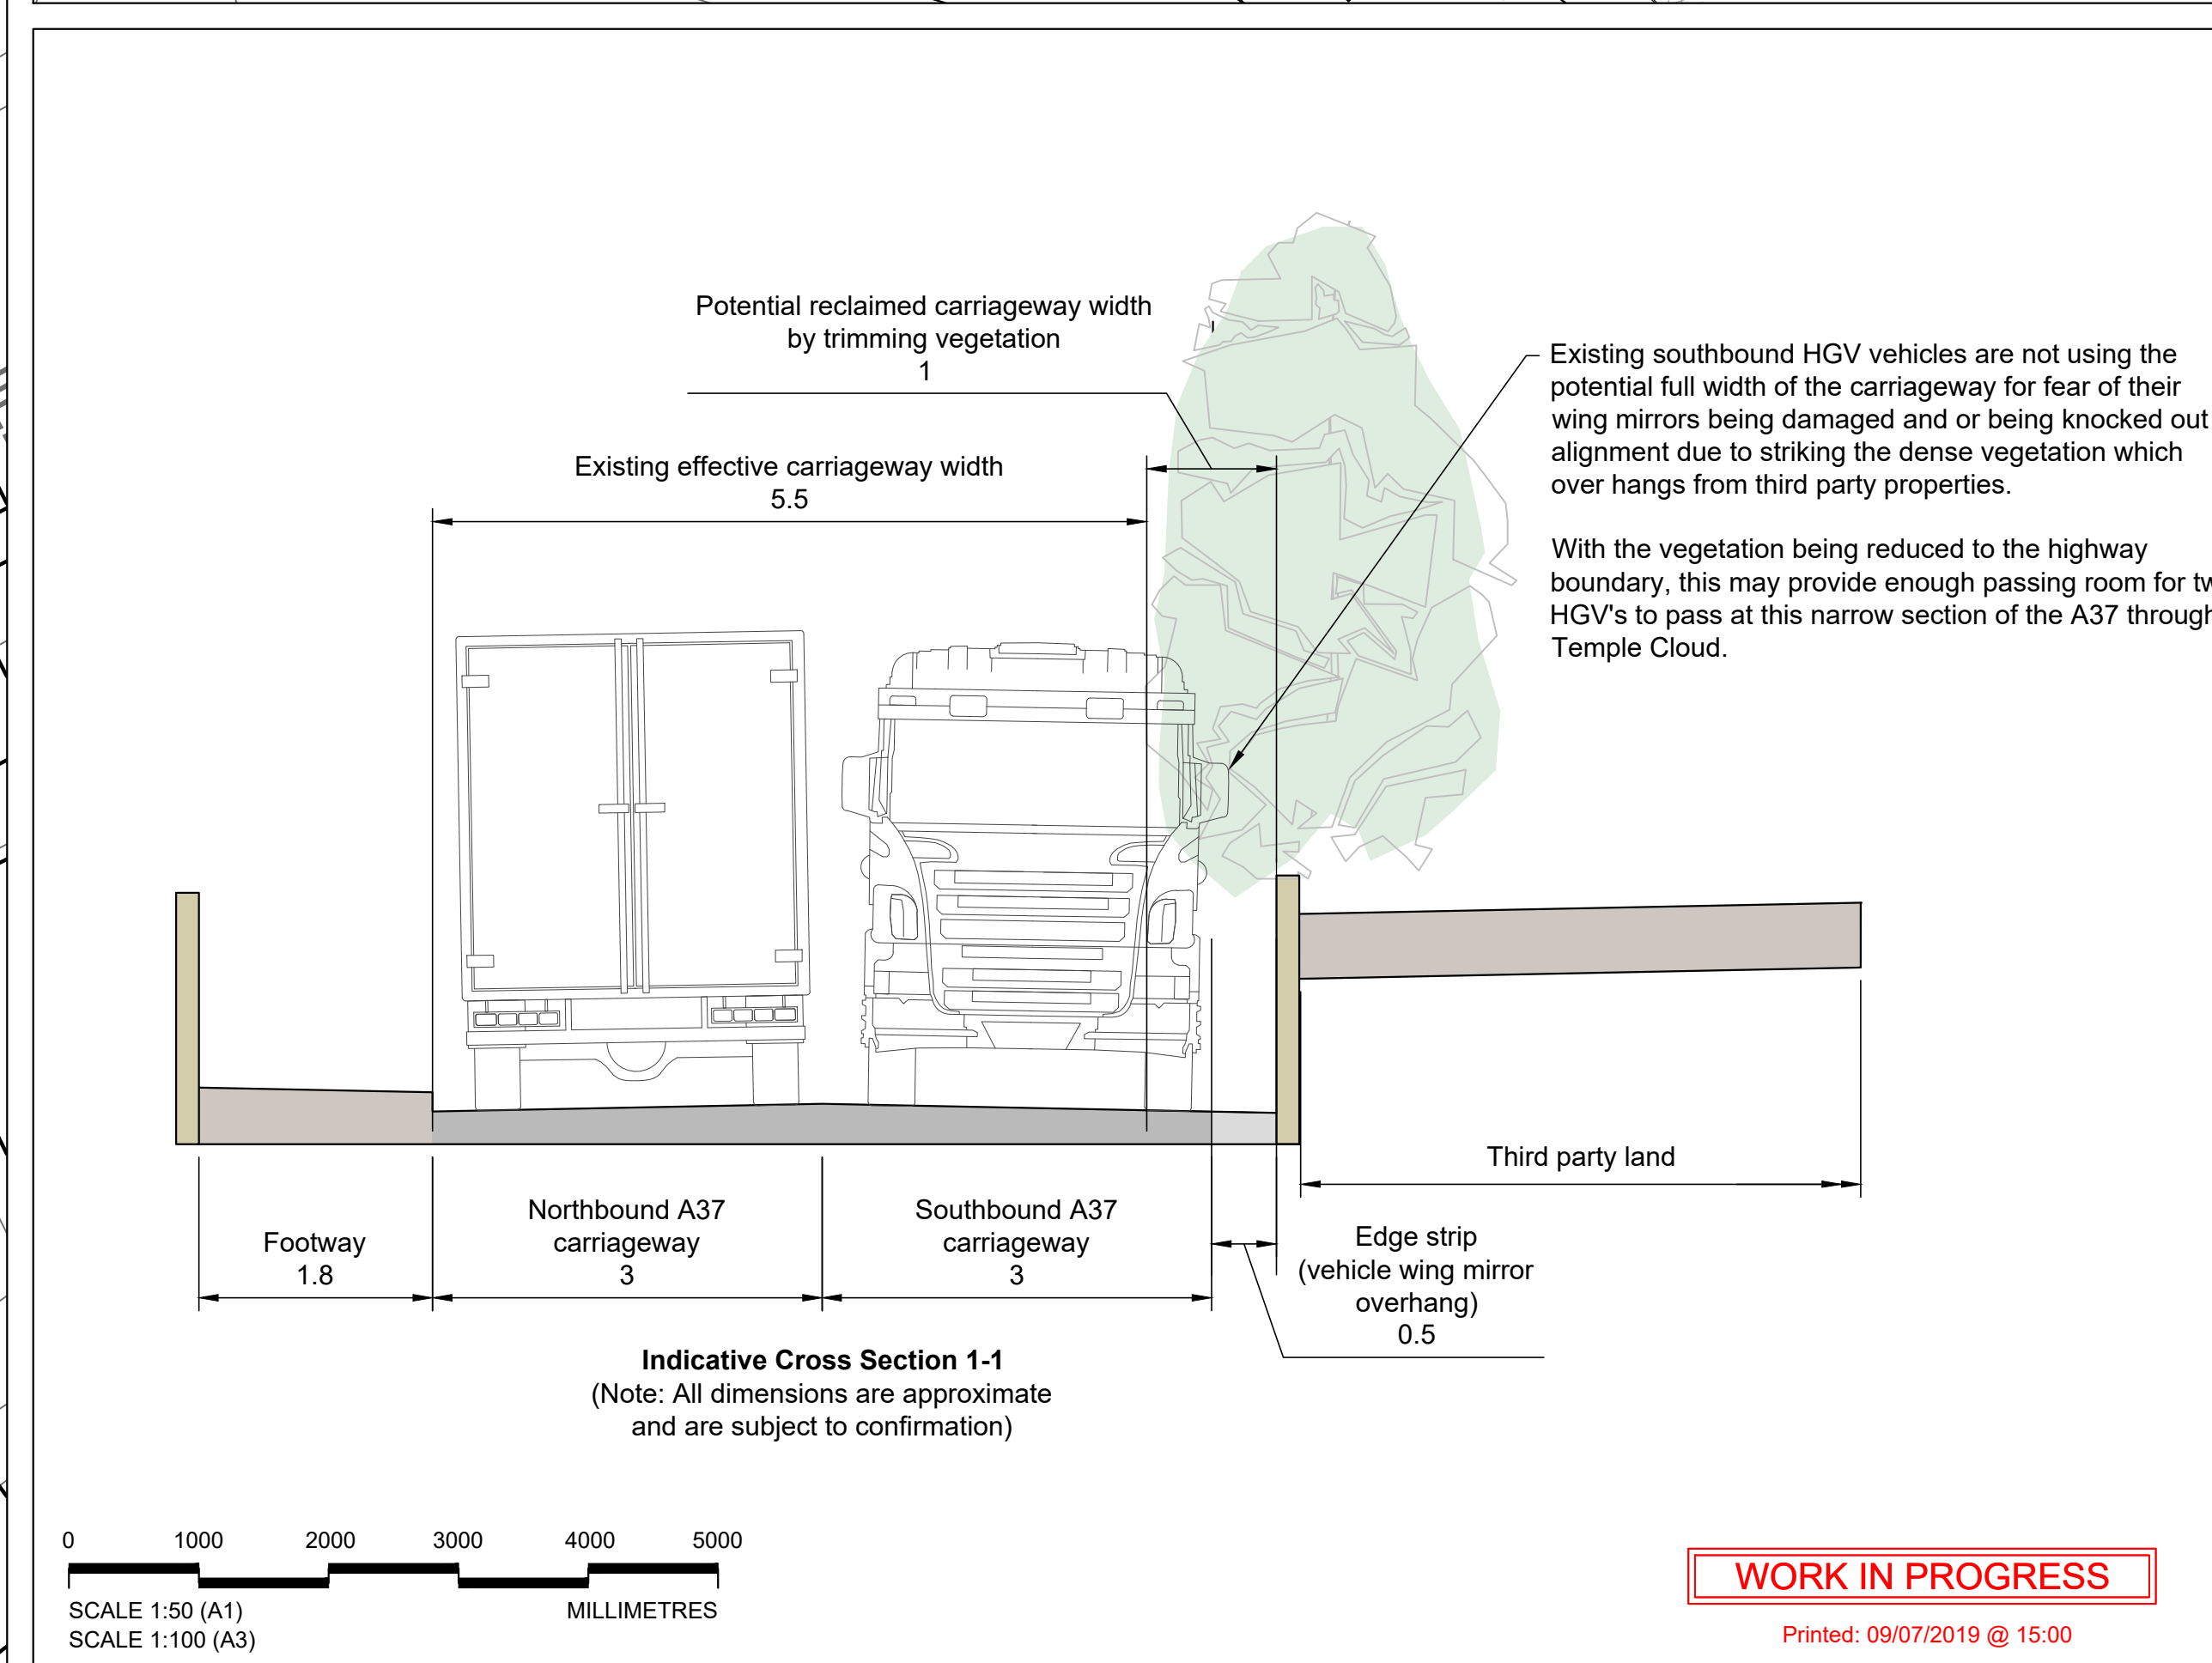 Potential reclaimed carriageway width
by trimming vegetation
1
Existing effective carriageway width
5.5
Existing southbound HGV vehicles are not using the
potential full width of the carriageway for fear of their
wing mirrors being damaged and or being knocked out
alignment due to striking the dense vegetation which
over hangs from third party properties.
With the vegetation being reduced to the highway
boundary, this may provide enough passing room for
HGV's to pass at this narrow section of the A37 through
Temple Cloud.
Third party land
Footway
1.8
Northbound A37
carriageway
3
Southbound A37
carriageway
3
Edge strip
(vehicle wing mirror
overhang)
0.5
Indicative Cross Section 1-1
(Note: All dimensions are approximate
and are subject to confirmation)
0 1000 2000 3000 4000 5000
SCALE 1:50 (A1) MILLIMETRES
SCALE 1:100 (A3)
WORK IN PROGRESS
Printed: 09/07/2019 @ 15:00